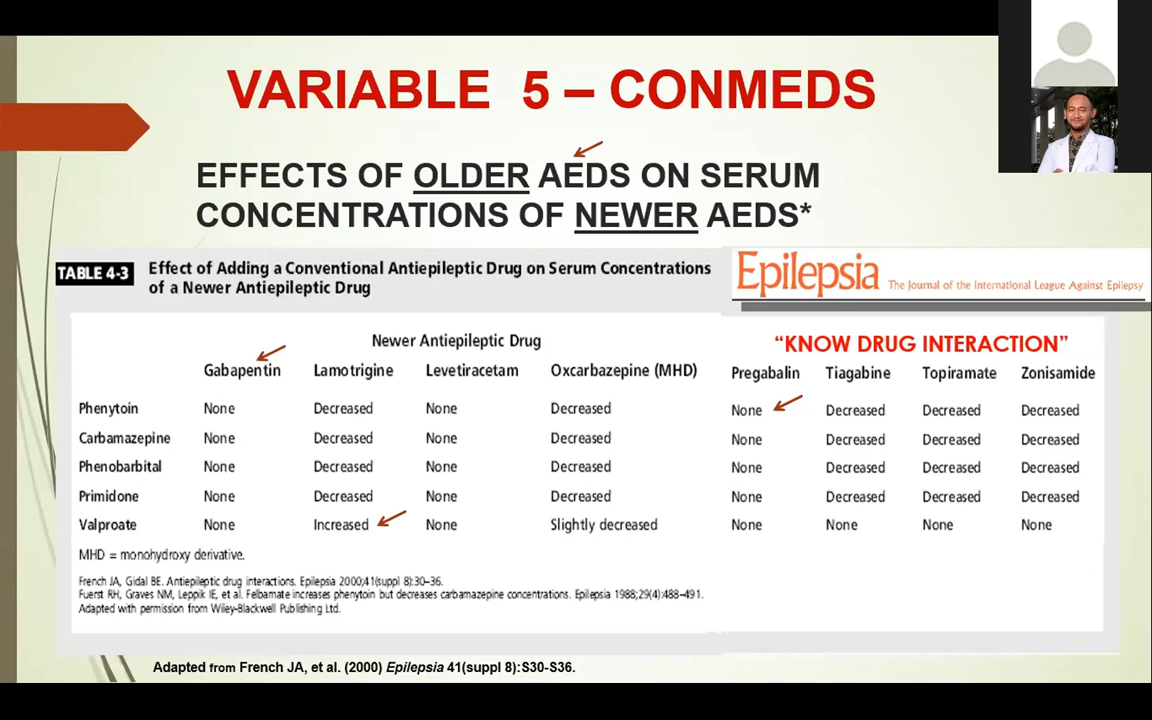 VARIABLE 5 – CONMEDS
EFFECTS OF OLDER AEDS ON SERUM
CONCENTRATIONS OF NEWER AEDS*
TABLE 4-3 Effect of Adding a Conventional Antiepileptic Drug on Serum Concentrations
of a Newer Antiepileptic Drug
Epilepsia The Journal of the International League Against Epilepsy
Newer Antiepileptic Drug
“KNOW DRUG INTERACTION”
Gabapentin Lamotrigine Levetiracetam Oxcarbazepine (MHD) Pregabalin Tiagabine Topiramate Zonisamide
Phenytoin None Decreased None Decreased None Decreased Decreased Decreased
Carbamazepine None Decreased None Decreased None Decreased Decreased Decreased
Phenobarbital None Decreased None Decreased None Decreased Decreased Decreased
Primidone None Decreased None Decreased None Decreased Decreased Decreased
Valproate None Increased None Slightly decreased None None None None
MHD = monohydroxy derivative.
French JA, Gidal BE. Antiepileptic drug interactions. Epilepsia 2000;41(suppl 8):30–36.
Fuerst RH, Graves NM, Leppik IE, et al. Felbamate increases phenytoin but decreases carbamazepine concentrations. Epilepsia 1988;29(4):488–491.
Adapted with permission from Wiley-Blackwell Publishing Ltd.
Adapted from French JA, et al. (2000) Epilepsia 41(suppl 8):S30-S36.